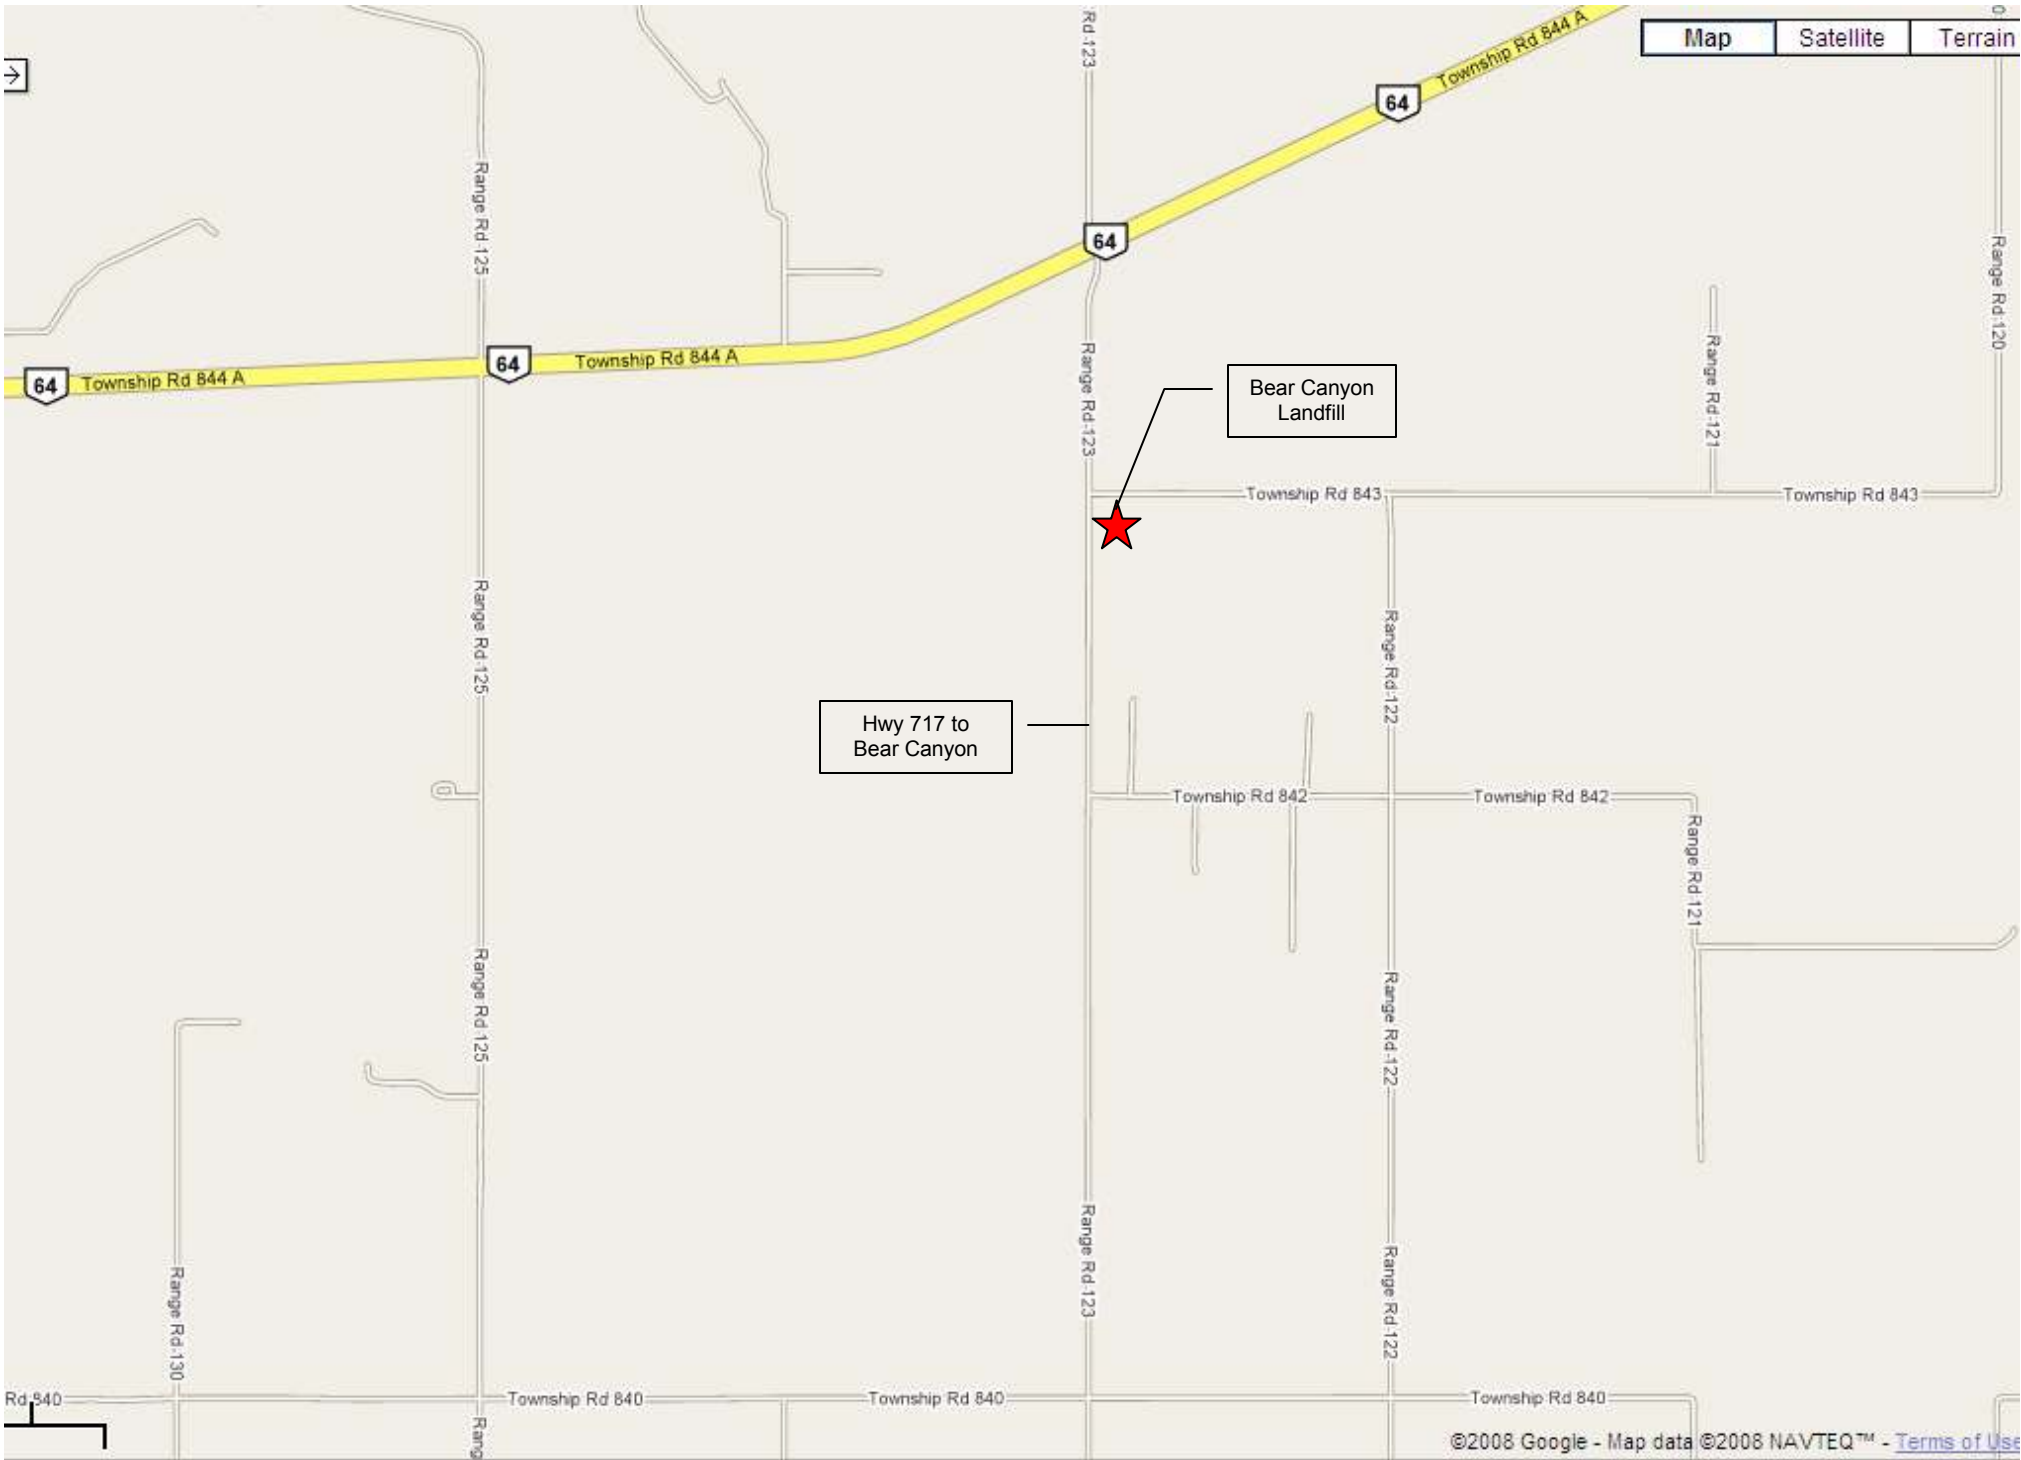 Rd 123
Township Rd 844 A
Map
Satellite
Terrain
64
Range Rd 125
64
Range Rd 120
64
Township Rd 844 A
64
Township Rd 844 A
Range Rd 123
Range Rd 121
Bear Canyon
Landfill
Township Rd 843
Township Rd 843
Range Rd 125
Range Rd 122
Hwy 717 to
Bear Canyon
Township Rd 842
Township Rd 842
Range Rd 121
Range Rd 125
Range Rd 122
Range Rd 123
Range Rd 122
Range Rd 130
Rd 840
Township Rd 840
Township Rd 840
Township Rd 840
Rang
©2008 Google - Map data ©2008 NAVTEQ™ - Terms of Use